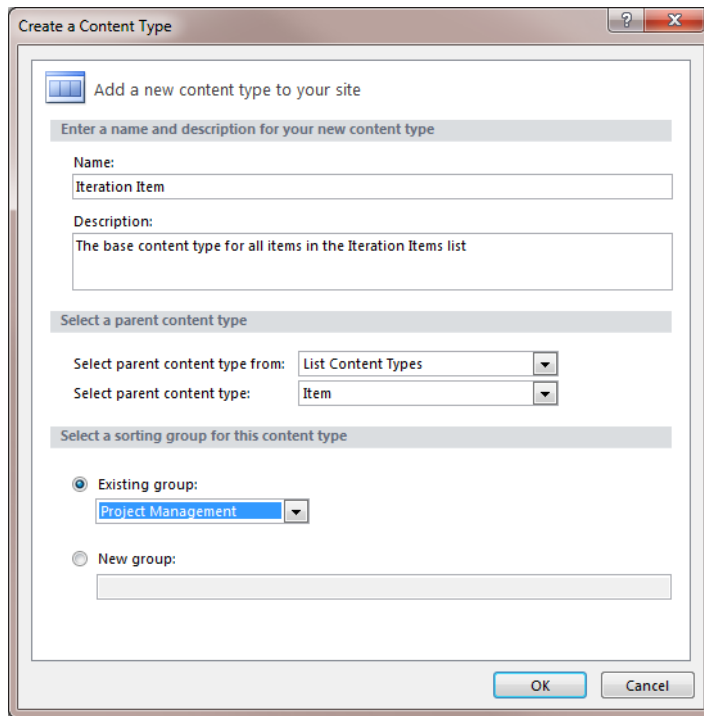 Create a Content Type
?
X
Add a new content type to your site
Enter a name and description for your new content type
Name:
Iteration Item
Description:
The base content type for all items in the Iteration Items list
Select a parent content type
Select parent content type from: List Content Types
Select parent content type: Item
Select a sorting group for this content type
Existing group:
Project Management
New group:
OK Cancel